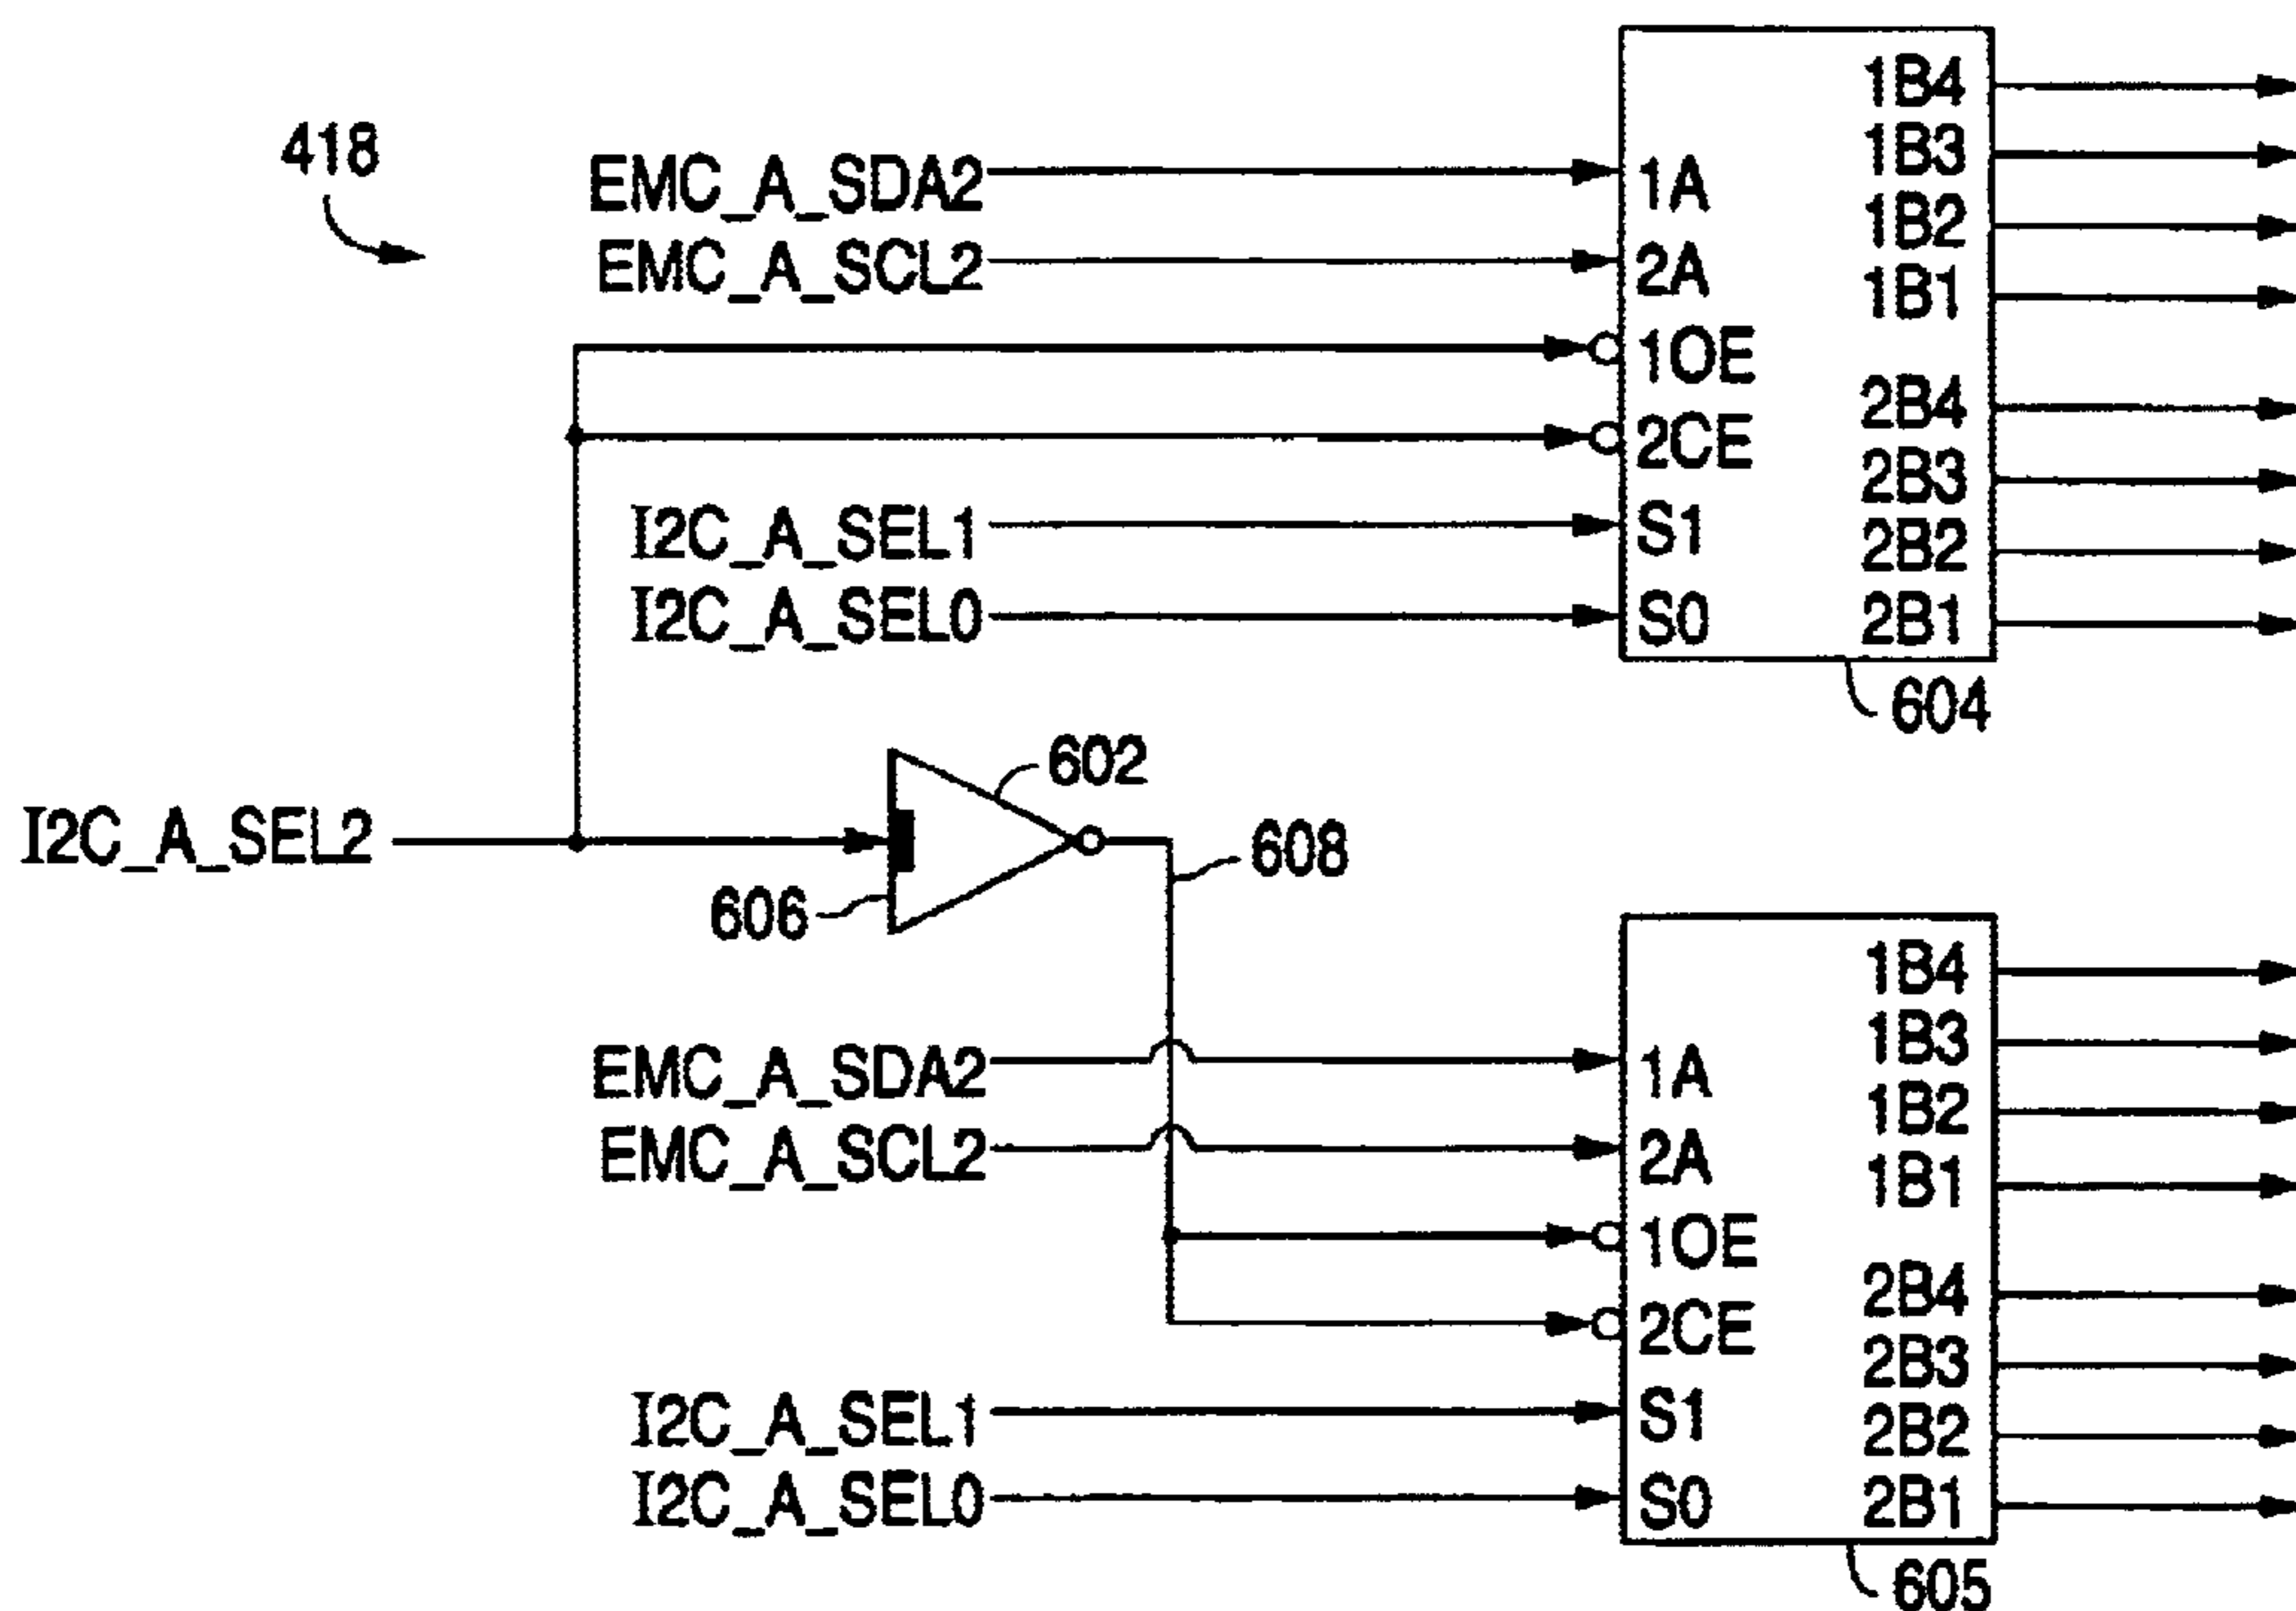 418
EMC_A_SDA2
EMC_A_SCL2
I2C_A_SEL1
I2C_A_SEL0
1A
2A
1OE
2CE
S1
S0
1B4
1B3
1B2
1B1
2B4
2B3
2B2
2B1
604
I2C_A_SEL2
602
606
608
EMC_A_SDA2
EMC_A_SCL2
I2C_A_SEL1
I2C_A_SEL0
1A
2A
1OE
2CE
S1
S0
1B4
1B3
1B2
1B1
2B4
2B3
2B2
2B1
605